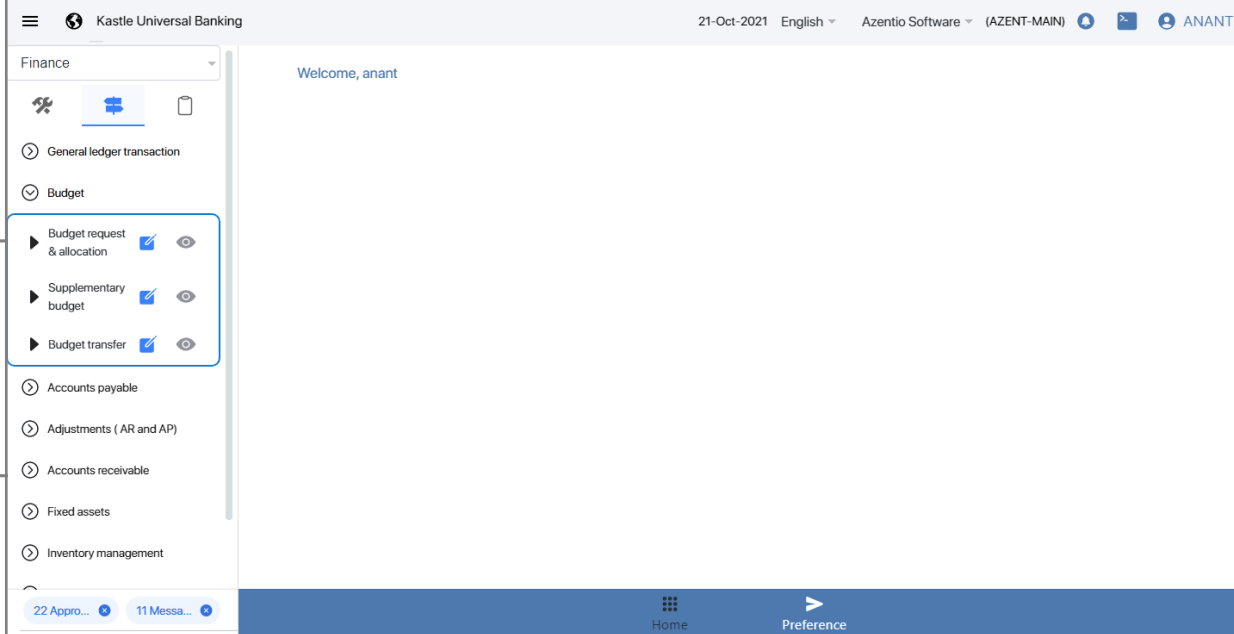 Kastle Universal Banking
21-Oct-2021 English Azentio Software (AZENT-MAIN) ANANT
Finance
Welcome, anant
General ledger transaction
Budget
Budget request
& allocation
Supplementary
budget
Budget transfer
Accounts payable
Adjustments ( AR and AP)
Accounts receivable
Fixed assets
Inventory management
22 Appro... 11 Messa...
Home
Preference